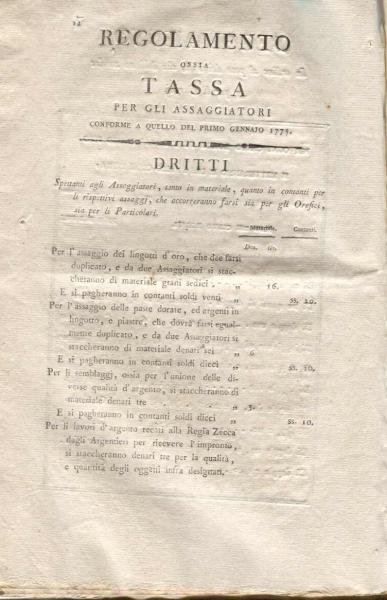 12
REGOLAMENTO
OSSIA
TASSA
PER GLI ASSAGGIATORI
CONFORME A QUELLO DEL PRIMO GENNAJO 1775.
DRITTI
Spettanti agli Assaggiatori, tanto in materiale, quanto in contanti per
li rispettivi assaggi, che accorreranno farsi sia per gli Orefici,
sia per li Particolari.
Materiale. Contanti.
Den. Gr.
Per l'assaggio dei lingotti d'oro, che dee farsi
duplicato, e da due Assaggiatori si stac-
cheranno di materiale grani sedici . „ 16.
E si pagheranno in contanti soldi venti „ ss. 20.
Per l'assaggio delle paste dorate, ed argenti in
lingotto, e piastre, che dovrà farsi egual-
mente duplicato, e da due Assaggiatori si
staccheranno di materiale denari sei „ 6
E si pagheranno in contanti soldi dieci „ ss. 10.
Per li semblaggj, ossia per l'unione delle di-
verse qualità d'argento, si staccheranno di
materiale denari tre „ 3.
E si pagheranno in contanti soldi dieci „ ss. 10.
Per li lavori d'argento recati alla Regia Zecca
dagli Argentieri per ricevere l'impronto,
si staccheranno denari tre per la qualità,
e quantità degli oggetti infra designati.